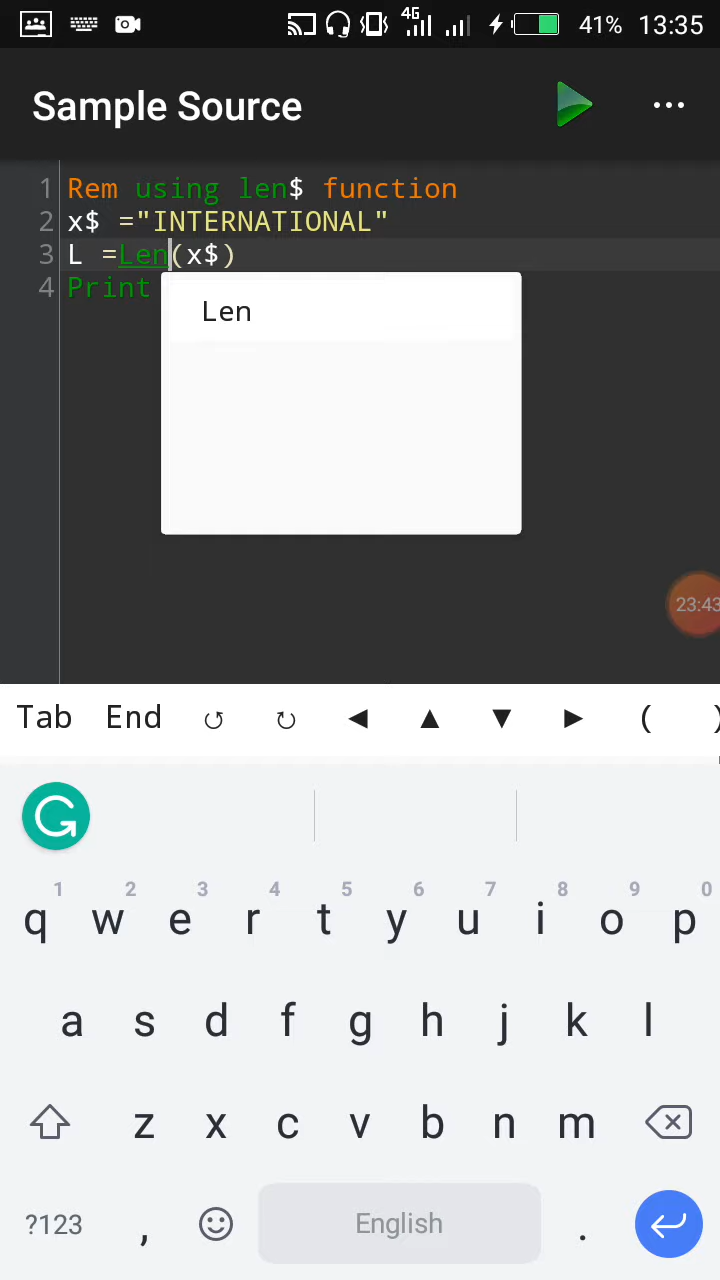 4G 41% 13:35
Sample Source
1 Rem using len$ function
2 x$ ="INTERNATIONAL"
3 L =Len(x$)
4 Print
Len
23:43
Tab End ( )
1 2 3 4 5 6 7 8 9 0
q w e r t y u i o p
a s d f g h j k l
z x c v b n m
?123 , English .